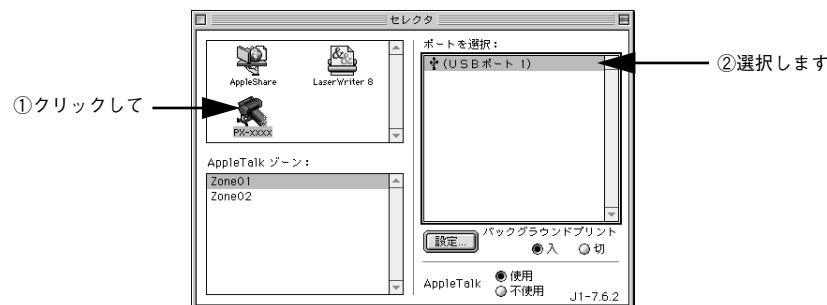 セレクタ
AppleShare
LaserWriter 8
PX-xxxx
①クリックして
AppleTalk ゾーン：
Zone01
Zone02
ポートを選択：
(USBポート 1)
②選択します
設定...
バックグラウンドプリント
入 切
AppleTalk
使用
不使用
J1-7.6.2